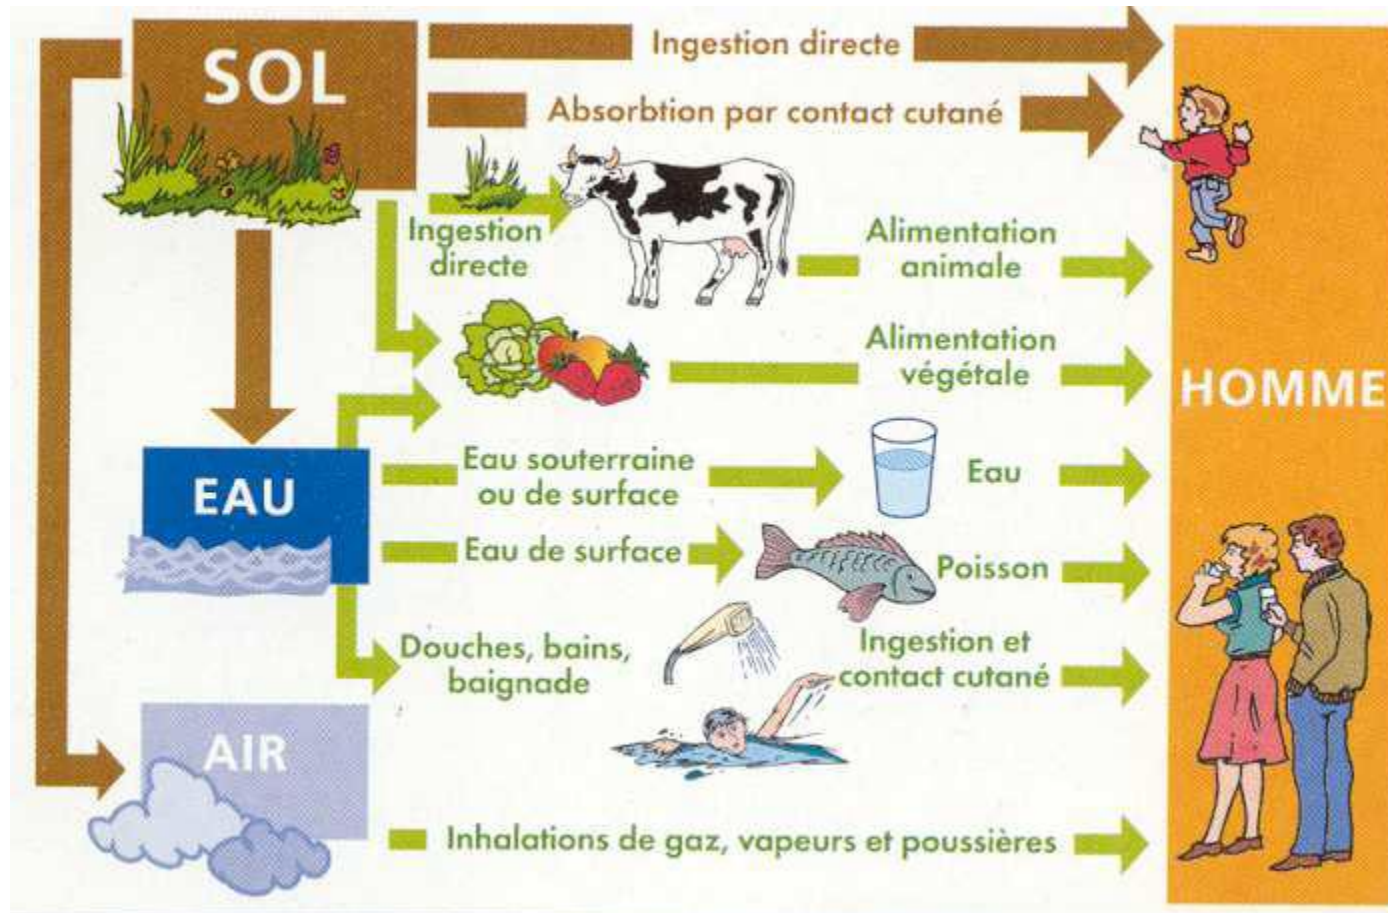 SOL
Ingestion directe
Absorbtion par contact cutané
Ingestion
directe
Alimentation
animale
Alimentation
végétale
HOMME
EAU
Eau souterraine
ou de surface
Eau
Eau de surface
Poisson
Douches, bains,
baignade
Ingestion et
contact cutané
AIR
Inhalations de gaz, vapeurs et poussières